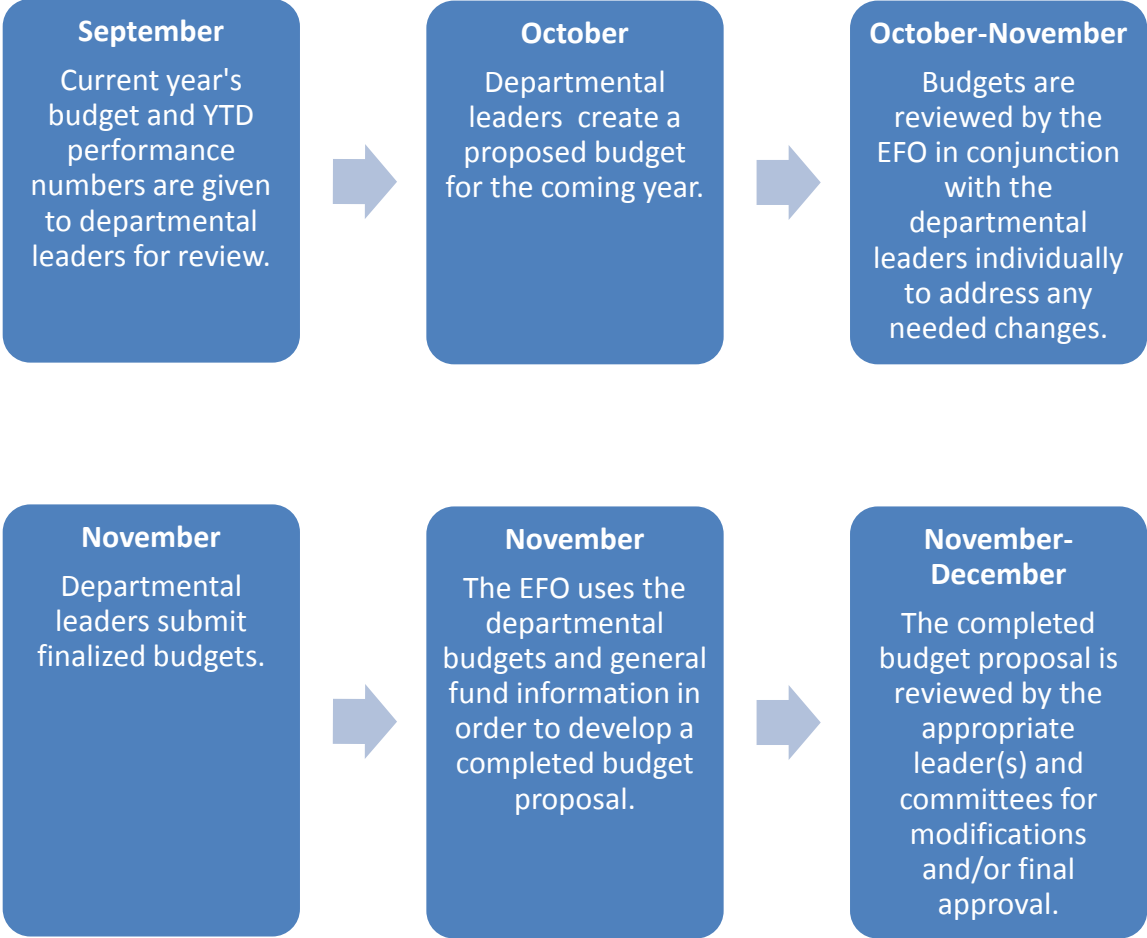 September
Current year's
budget and YTD
performance
numbers are given
to departmental
leaders for review.
October
Departmental
leaders create a
proposed budget
for the coming year.
October-November
Budgets are
reviewed by the
EFO in conjunction
with the
departmental
leaders individually
to address any
needed changes.
November
Departmental
leaders submit
finalized budgets.
November
The EFO uses the
departmental
budgets and general
fund information in
order to develop a
completed budget
proposal.
November-
December
The completed
budget proposal is
reviewed by the
appropriate
leader(s) and
committees for
modifications
and/or final
approval.